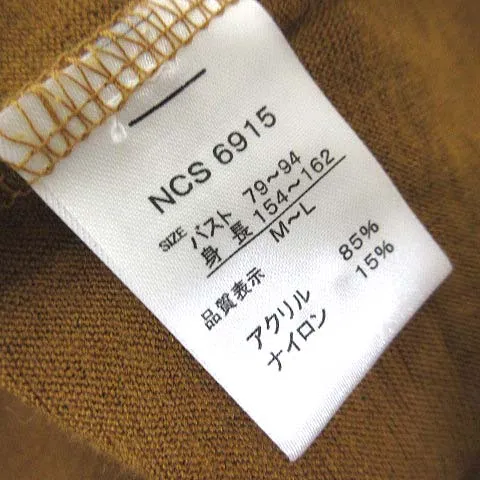 NCS 6915
SIZE バスト 79~94
身 長 154~162
M~L
品質表示
アクリル 85%
ナイロン 15%